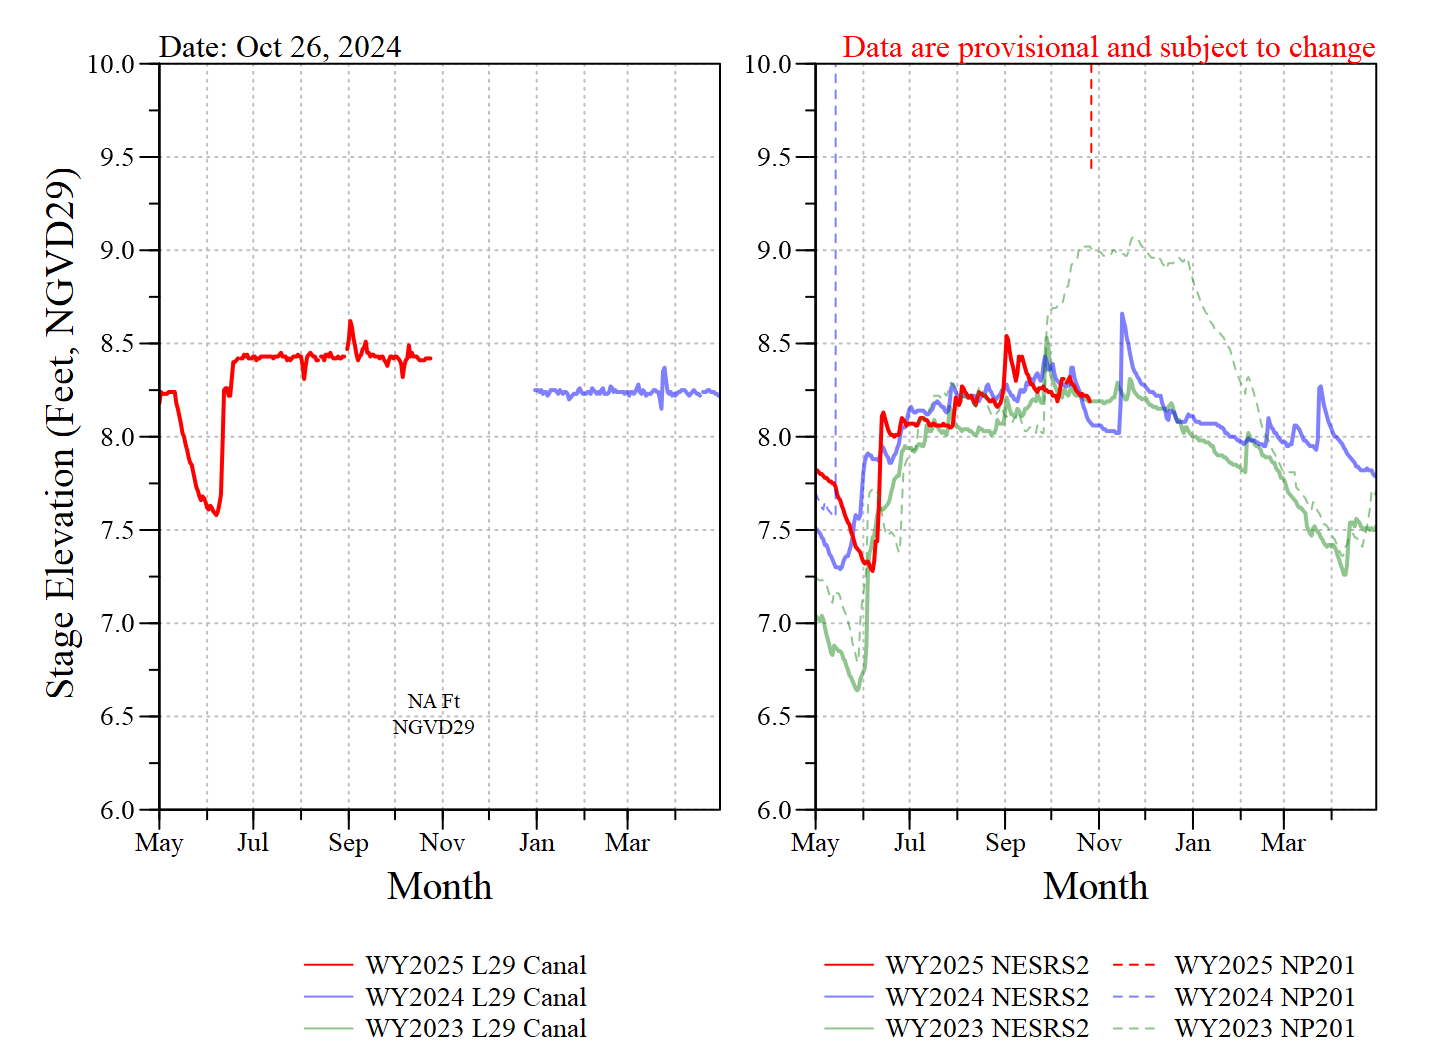 Date: Oct 26, 2024
Data are provisional and subject to change
Stage Elevation (Feet, NGVD29)
10.0
9.5
9.0
8.5
8.0
7.5
7.0
6.5
6.0
NA Ft
NGVD29
May Jul Sep Nov Jan Mar
Month
10.0
9.5
9.0
8.5
8.0
7.5
7.0
6.5
6.0
May Jul Sep Nov Jan Mar
Month
WY2025 L29 Canal
WY2024 L29 Canal
WY2023 L29 Canal
WY2025 NESRS2 WY2025 NP201
WY2024 NESRS2 WY2024 NP201
WY2023 NESRS2 WY2023 NP201